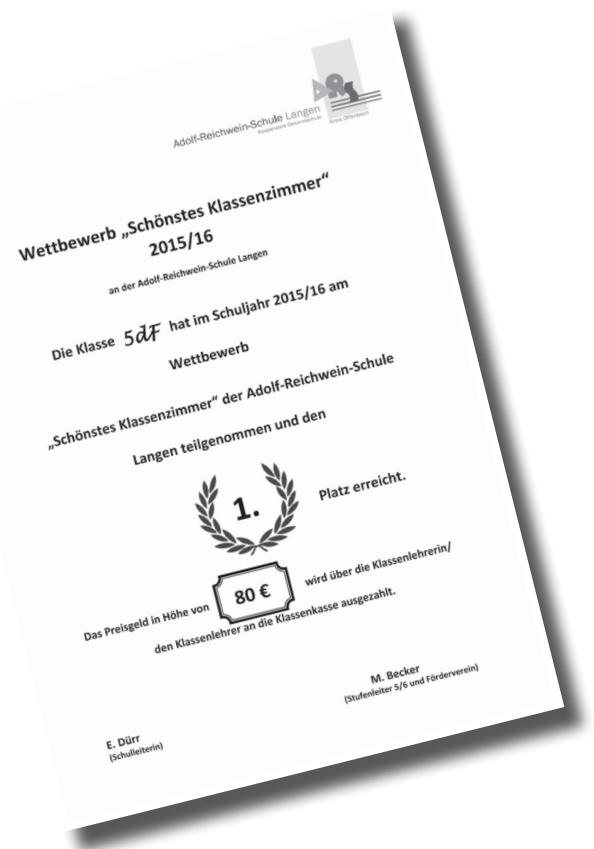 ARS
Adolf-Reichwein-Schule Langen
Kooperative Gesamtschule Kreis Offenbach
Wettbewerb „Schönstes Klassenzimmer“
2015/16
an der Adolf-Reichwein-Schule Langen
Die Klasse 5dF hat im Schuljahr 2015/16 am
Wettbewerb
„Schönstes Klassenzimmer“ der Adolf-Reichwein-Schule
Langen teilgenommen und den
1. Platz erreicht.
Das Preisgeld in Höhe von 80 € wird über die Klassenlehrerin/
den Klassenlehrer an die Klassenkasse ausgezahlt.
M. Becker
(Stufenleiter 5/6 und Förderverein)
E. Dürr
(Schulleiterin)